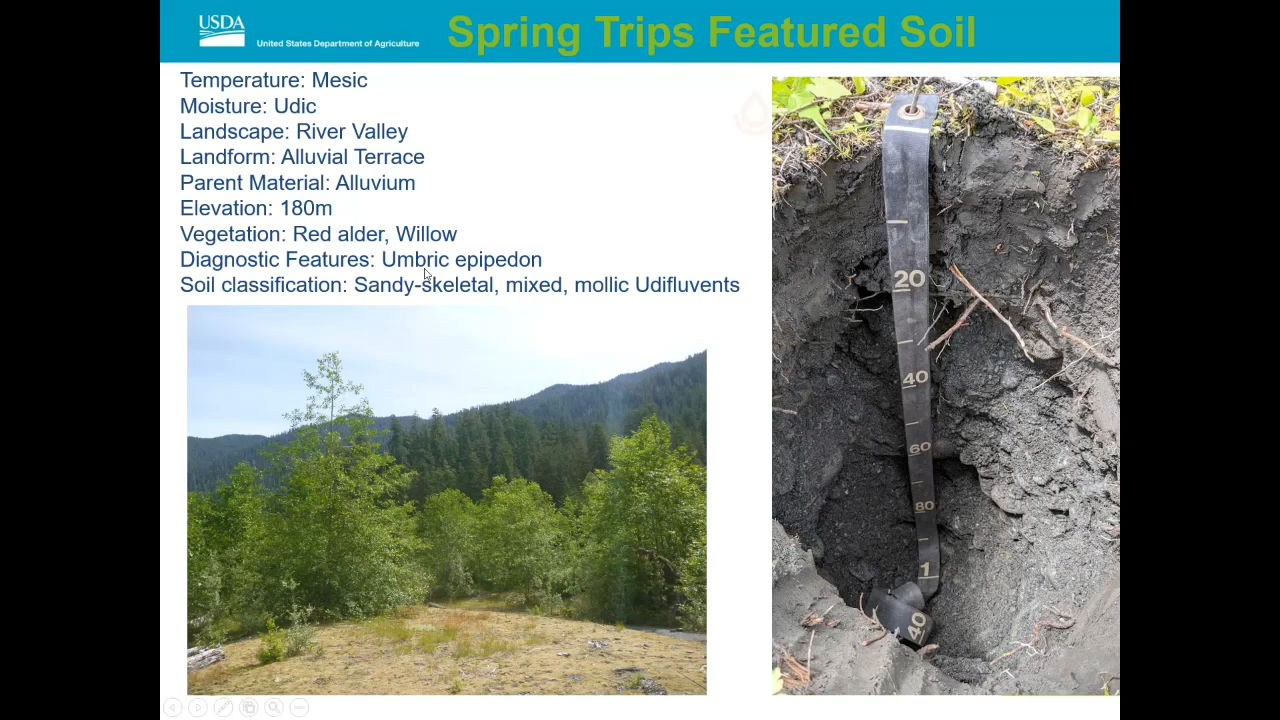 USDA
United States Department of Agriculture
Spring Trips Featured Soil
Temperature: Mesic
Moisture: Udic
Landscape: River Valley
Landform: Alluvial Terrace
Parent Material: Alluvium
Elevation: 180m
Vegetation: Red alder, Willow
Diagnostic Features: Umbric epipedon
Soil classification: Sandy-skeletal, mixed, mollic Udifluvents
20
40
60
80
1
40